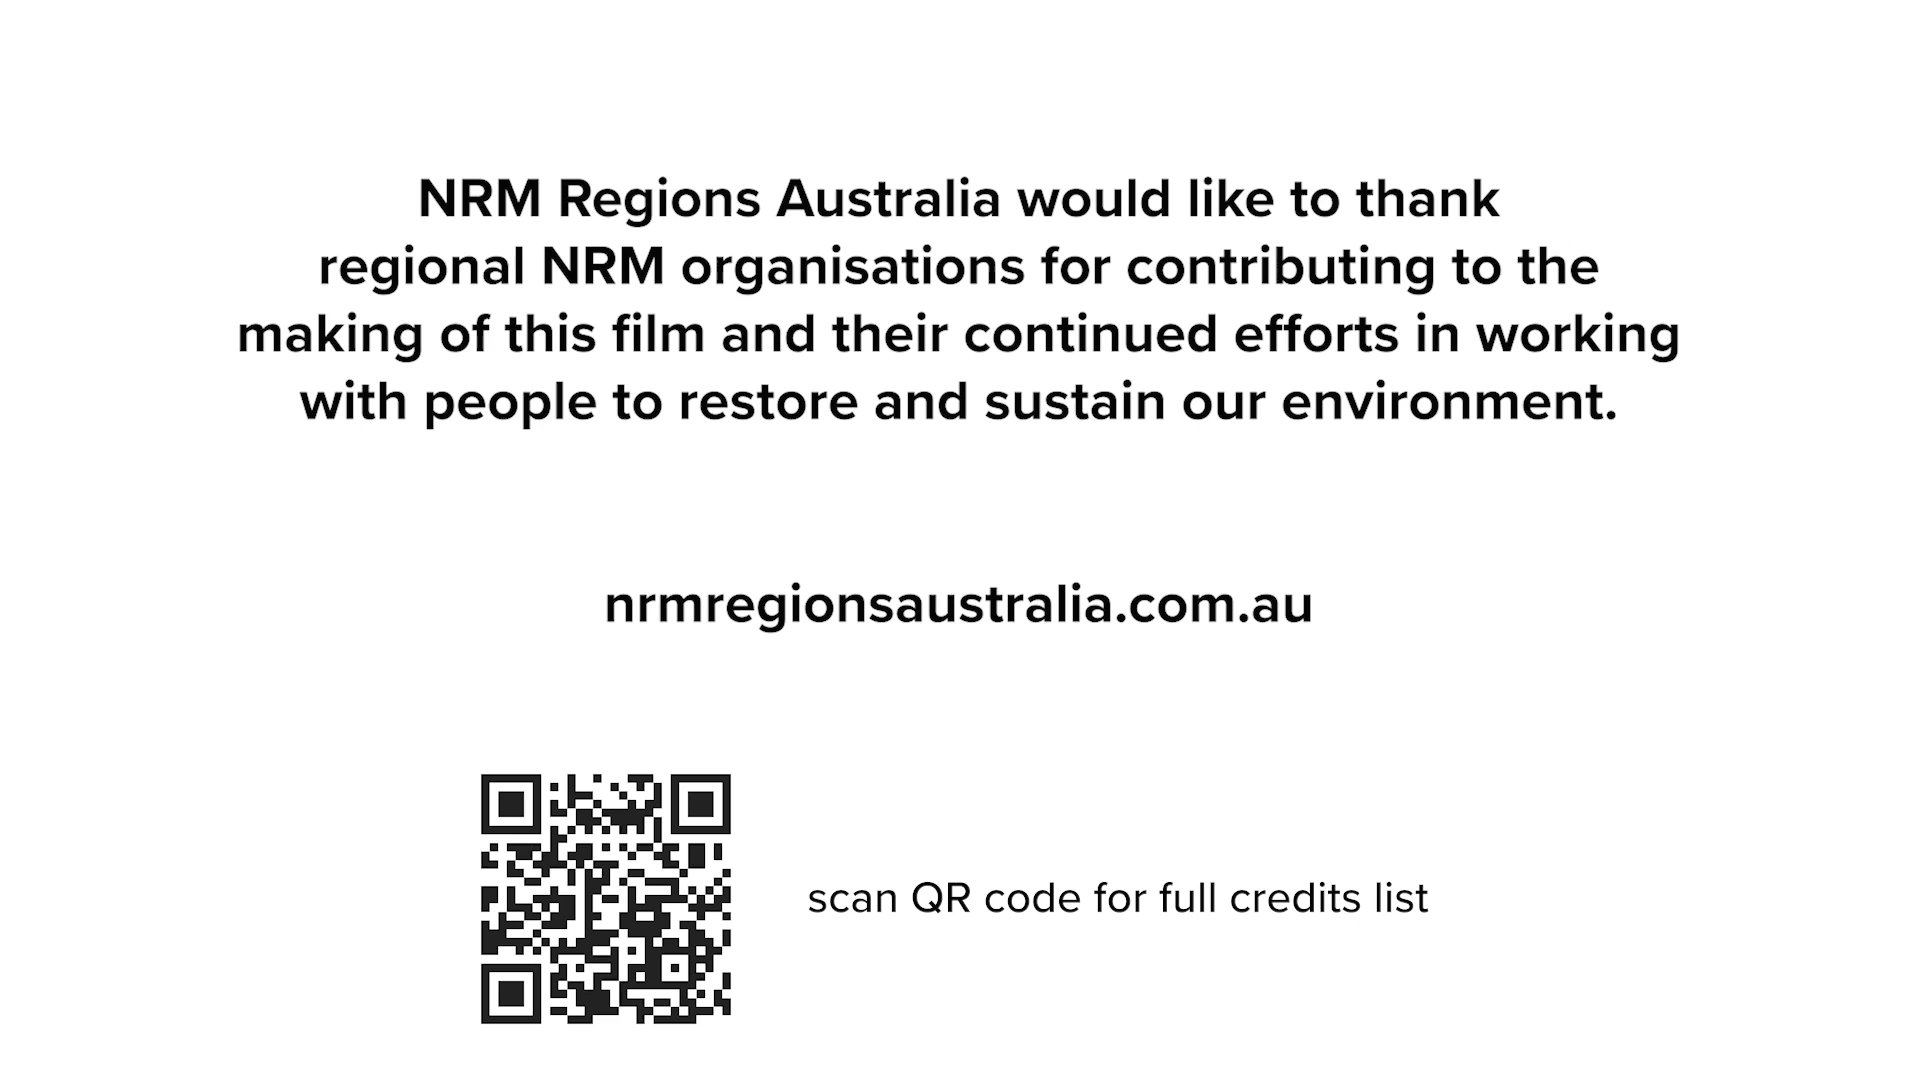 NRM Regions Australia would like to thank
regional NRM organisations for contributing to the
making of this film and their continued efforts in working
with people to restore and sustain our environment.
nrmregionsaustralia.com.au
scan QR code for full credits list